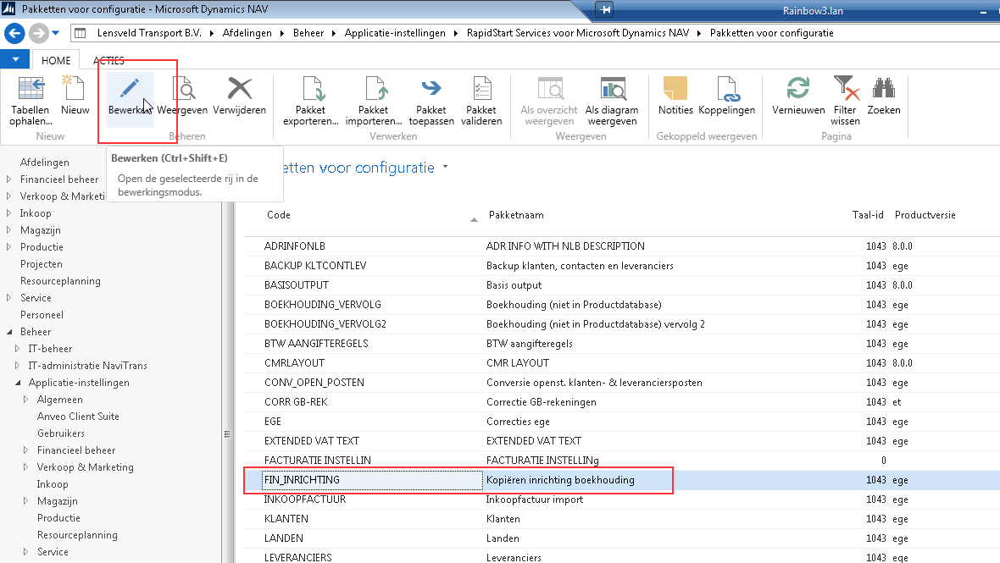 Pakketten voor configuratie - Microsoft Dynamics NAV
Rainbow3.lan
Lensveld Transport B.V. Afdelingen Beheer Applicatie-instellingen RapidStart Services voor Microsoft Dynamics NAV Pakketten voor configuratie
HOME ACTIES
Tabellen ophalen...
Nieuw
Nieuw
Bewerken
Weergeven
Verwijderen
Beheren
Pakket exporteren...
Pakket importeren...
Pakket toepassen
Pakket valideren
Verwerken
Als overzicht weergeven
Als diagram weergeven
Weergeven
Notities
Koppelingen
Gekoppeld weergeven
Vernieuwen
Filter wissen
Zoeken
Pagina
Bewerken (Ctrl+Shift+E)
Open de geselecteerde rij in de
bewerkingsmodus.
Afdelingen
Financieel beheer
Verkoop & Marketi
Inkoop
Magazijn
Productie
Projecten
Resourceplanning
Service
Personeel
Beheer
IT-beheer
IT-administratie NaviTrans
Applicatie-instellingen
Algemeen
Anveo Client Suite
Gebruikers
Financieel beheer
Verkoop & Marketing
Inkoop
Magazijn
Productie
Resourceplanning
Service
etten voor configuratie
Code Pakketnaam Taal-id Productversie
ADRINFONLB ADR INFO WITH NLB DESCRIPTION 1043 8.0.0
BACKUP KLTCONTLEV Backup klanten, contacten en leveranciers 1043 ege
BASISOUTPUT Basis output 1043 8.0.0
BOEKHOUDING_VERVOLG Boekhouding (niet in Productdatabase) 1043 ege
BOEKHOUDING_VERVOLG2 Boekhouding (niet in Productdatabase) vervolg 2 1043 ege
BTW AANGIFTEREGELS BTW aangifteregels 1043 ege
CMRLAYOUT CMR LAYOUT 1043 8.0.0
CONV_OPEN_POSTEN Conversie openst. klanten- & leveranciersposten 1043 ege
CORR GB-REK Correctie GB-rekeningen 1043 et
EGE Correcties ege 1043 ege
EXTENDED VAT TEXT EXTENDED VAT TEXT 1043 ege
FACTURATIE INSTELLIN FACTURATIE INSTELLINg 0
FIN_INRICHTING Kopiëren inrichting boekhouding 1043 ege
INKOOPFACTUUR Inkoopfactuur import 1043 ege
KLANTEN Klanten 1043 ege
LANDEN Landen 1043 ege
LEVERANCIERS Leveranciers 1043 ege